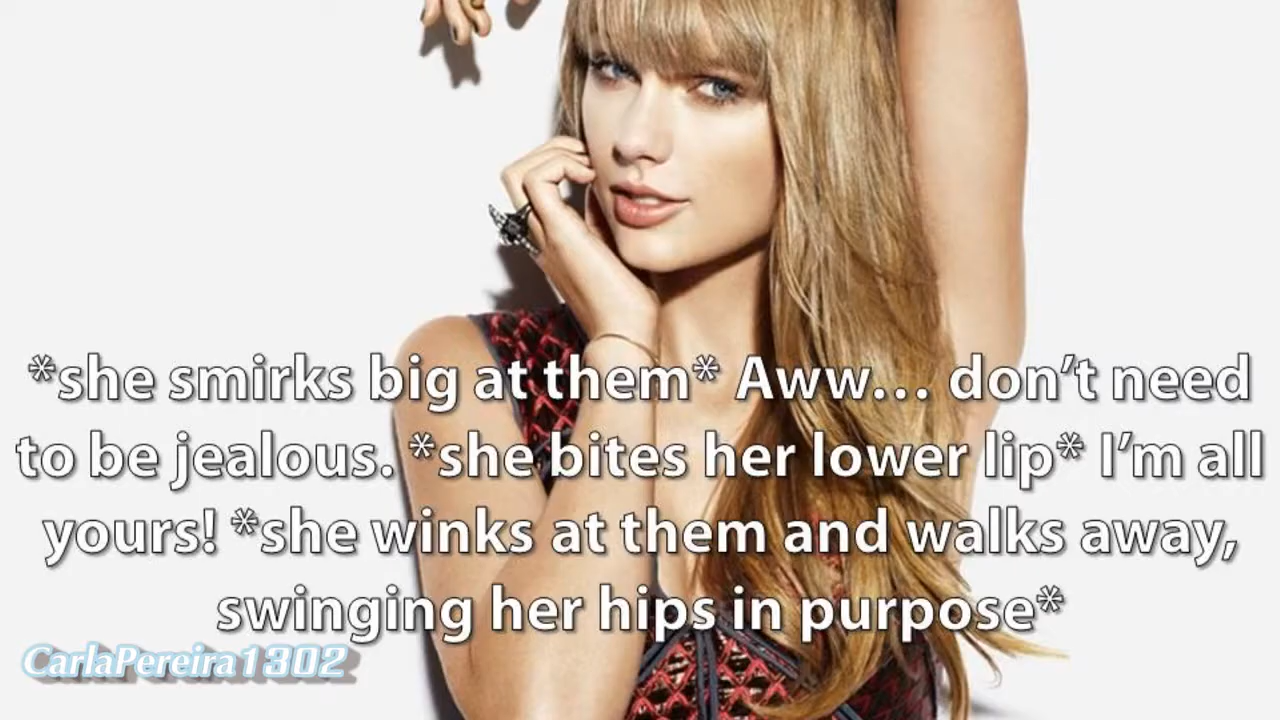 *she smirks big at them* Aww… don’t need
to be jealous. *she bites her lower lip* I’m all
yours! *she winks at them and walks away,
swinging her hips in purpose*
CarlaPereira1302